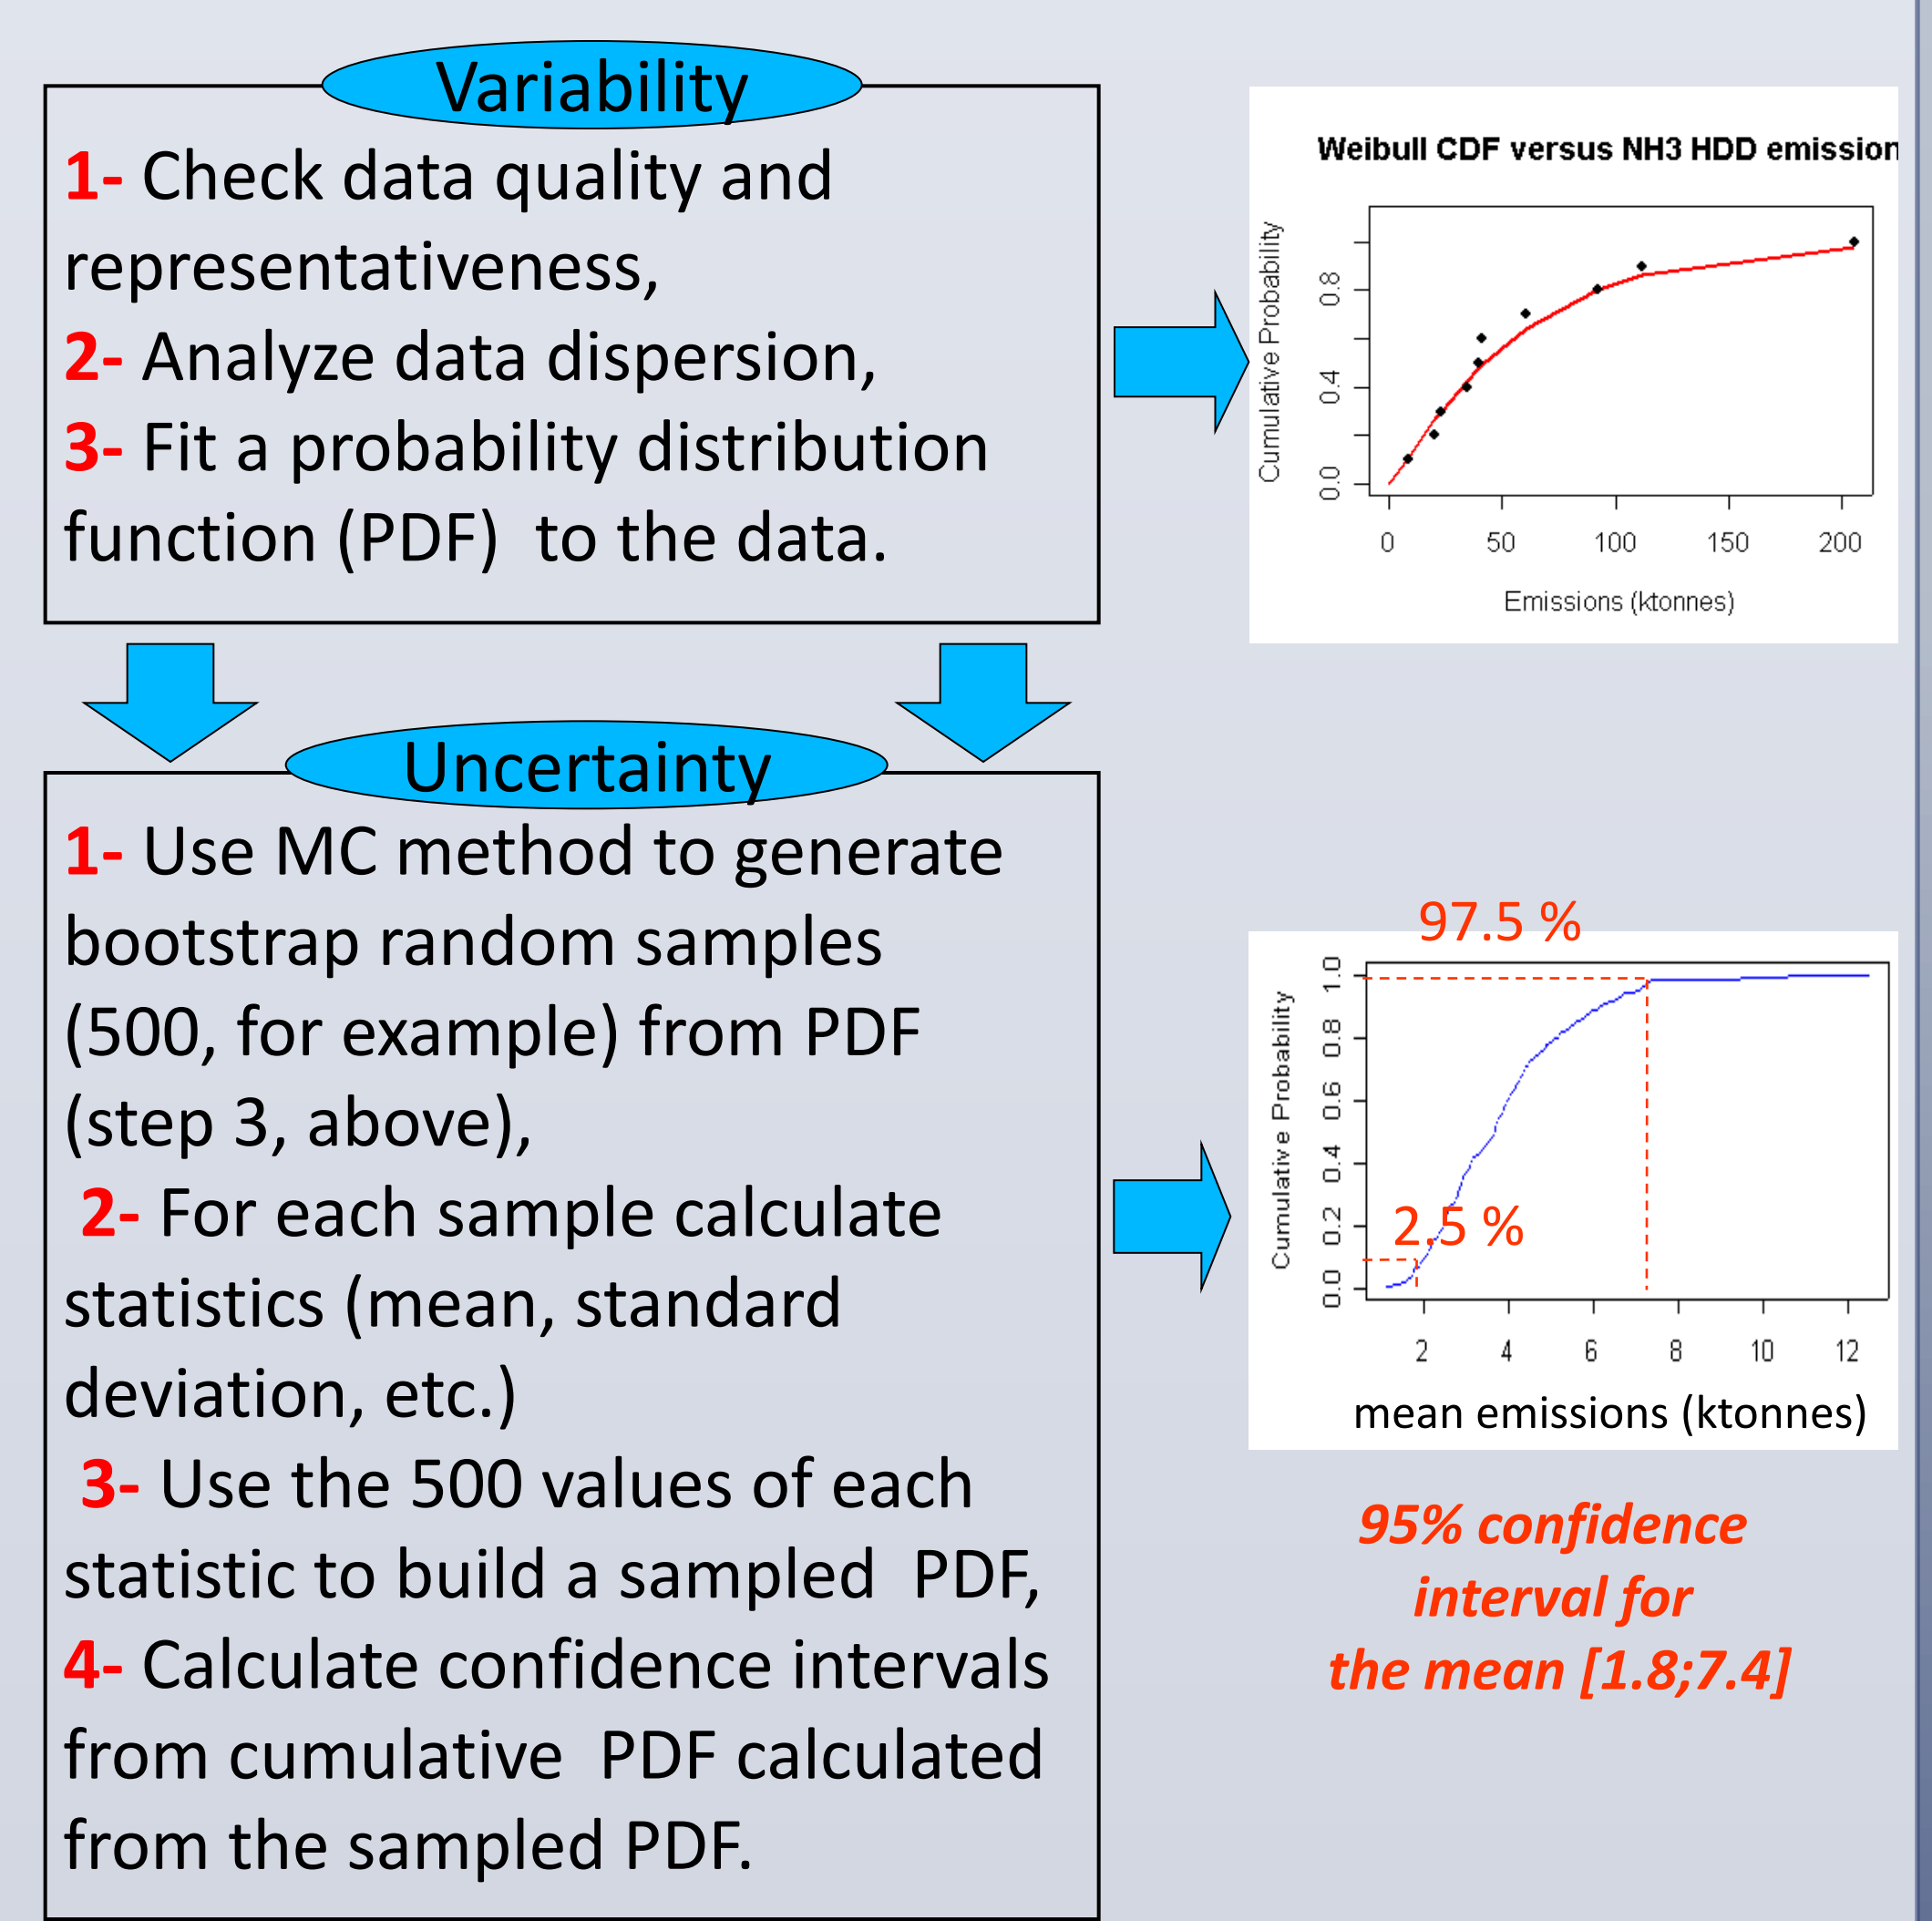 Variability
1- Check data quality and
representativeness,
2- Analyze data dispersion,
3- Fit a probability distribution
function (PDF)  to the data.
Weibull CDF versus NH3 HDD emission
Cumulative Probability
0.8
0.4
0.0
0 50 100 150 200
Emissions (ktonnes)
Uncertainty
1- Use MC method to generate
bootstrap random samples
(500, for example) from PDF
(step 3, above),
2- For each sample calculate
statistics (mean, standard
deviation, etc.)
3- Use the 500 values of each
statistic to build a sampled  PDF,
4- Calculate confidence intervals
from cumulative  PDF calculated
from the sampled PDF.
97.5 %
Cumulative Probability
1.0
0.8
0.6
0.4
0.2
0.0
2.5 %
2 4 6 8 10 12
mean emissions (ktonnes)
95% confidence
interval for
the mean [1.8;7.4]